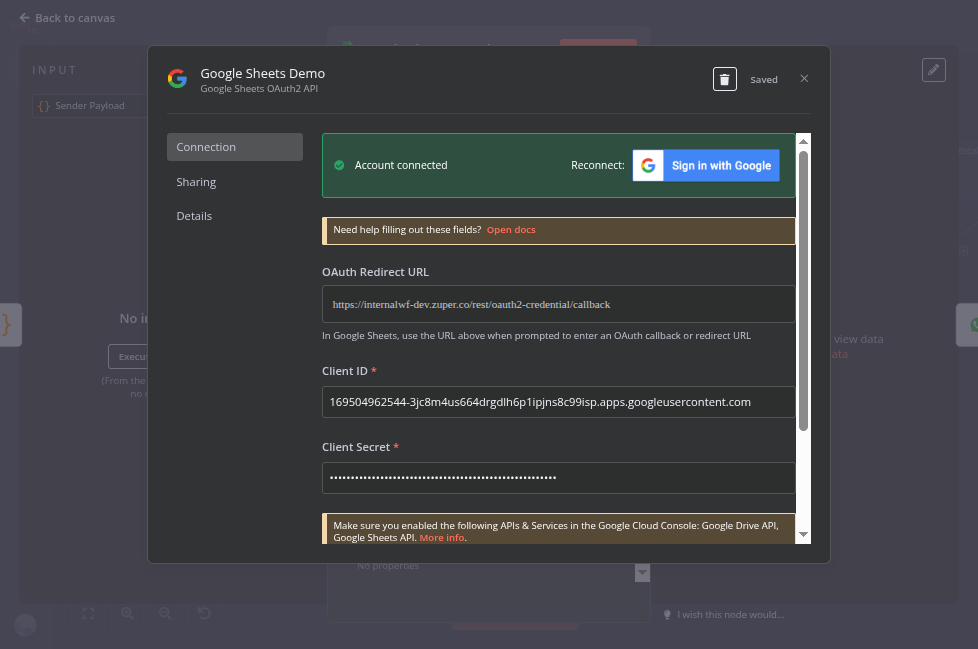 Back to canvas
INPUT
{} Sender Payload
Google Sheets Demo
Google Sheets OAuth2 API
Saved
Connection
Sharing
Details
Account connected
Reconnect:
Sign in with Google
Need help filling out these fields? Open docs
OAuth Redirect URL
https://internalwf-dev.zuper.co/rest/oauth2-credential/callback
In Google Sheets, use the URL above when prompted to enter an OAuth callback or redirect URL
Client ID *
169504962544-3jc8m4us664drgdlh6p1ipjns8c99isp.apps.googleusercontent.com
Client Secret *
Make sure you enabled the following APIs & Services in the Google Cloud Console: Google Drive API,
Google Sheets API. More info.
No in
Execu
(From the
no
view data
ata
No properties
I wish this node would...